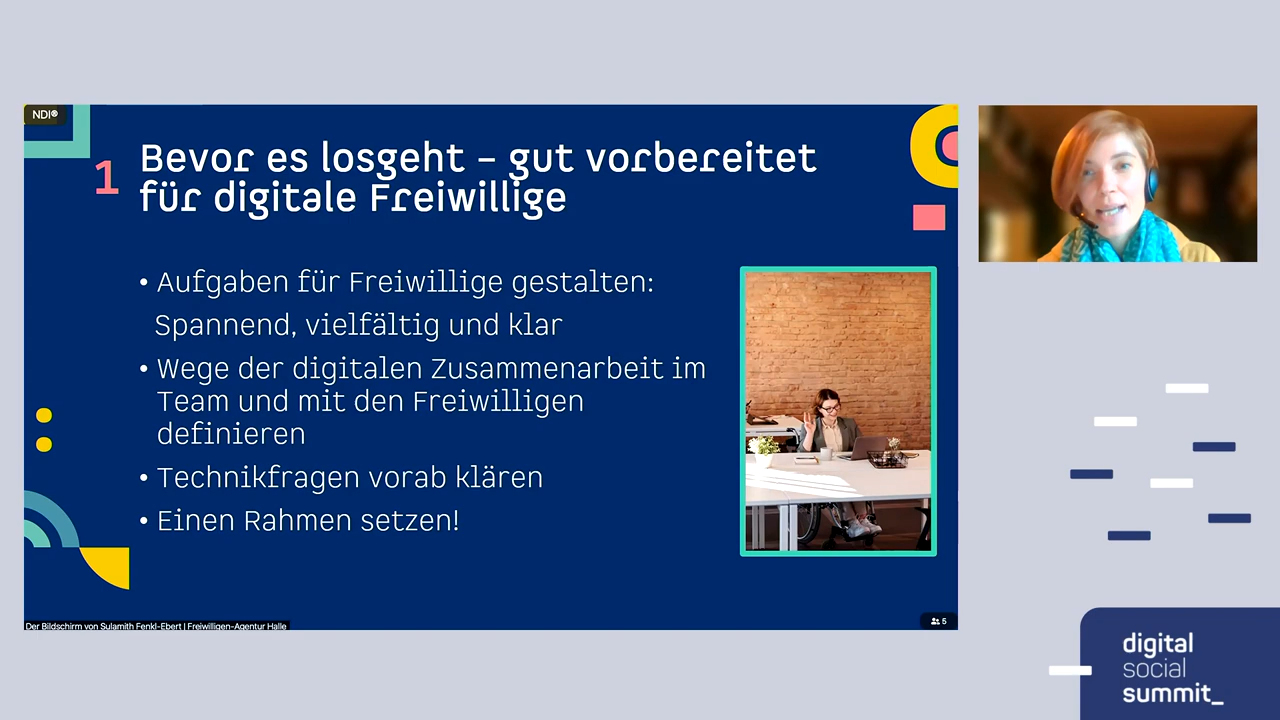 NDI®
1
Bevor es losgeht – gut vorbereitet
für digitale Freiwillige
• Aufgaben für Freiwillige gestalten:
Spannend, vielfältig und klar
• Wege der digitalen Zusammenarbeit im
Team und mit den Freiwilligen
definieren
• Technikfragen vorab klären
• Einen Rahmen setzen!
Der Bildschirm von Sulamith Fenkl-Ebert | Freiwilligen-Agentur Halle
5
digital
social
summit_